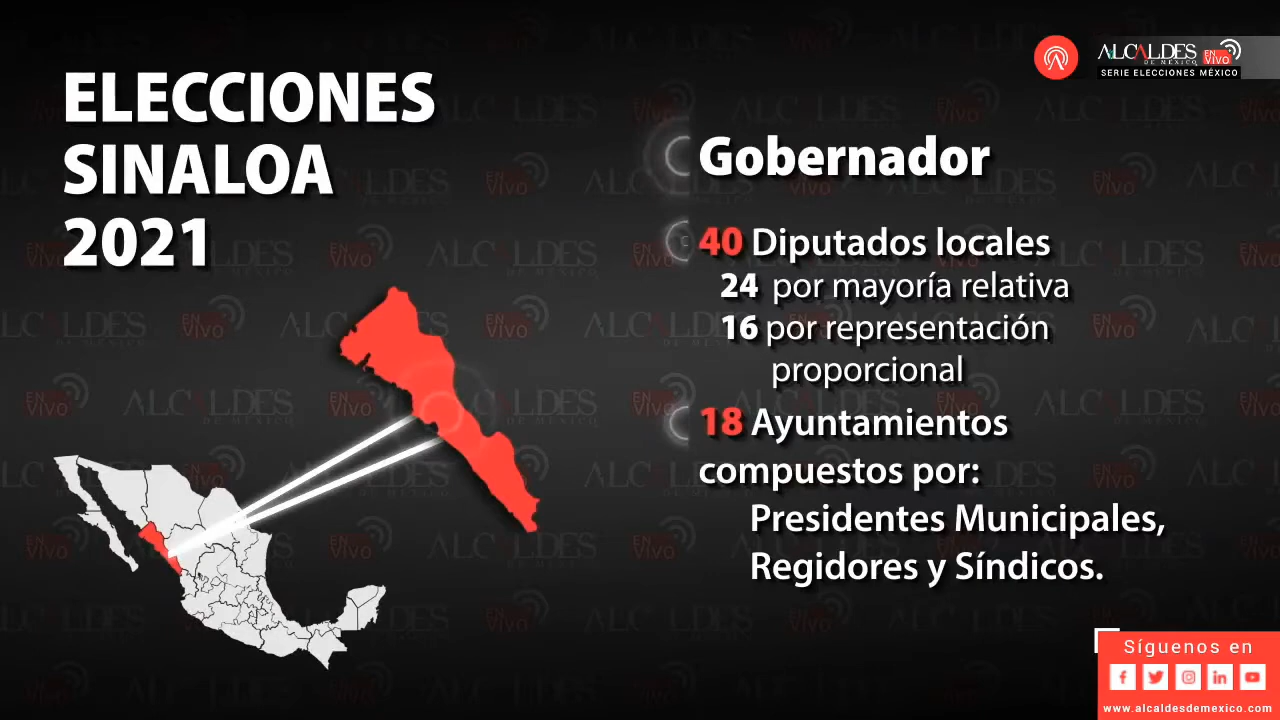 ELECCIONES
SINALOA
2021
ALCALDES
DE MÉXICO
EN
VIVO
SERIE ELECCIONES MÉXICO
Gobernador
40 Diputados locales
24 por mayoría relativa
16 por representación
proporcional
18 Ayuntamientos
compuestos por:
Presidentes Municipales,
Regidores y Síndicos.
Síguenos en
www.alcaldesdemexico.com